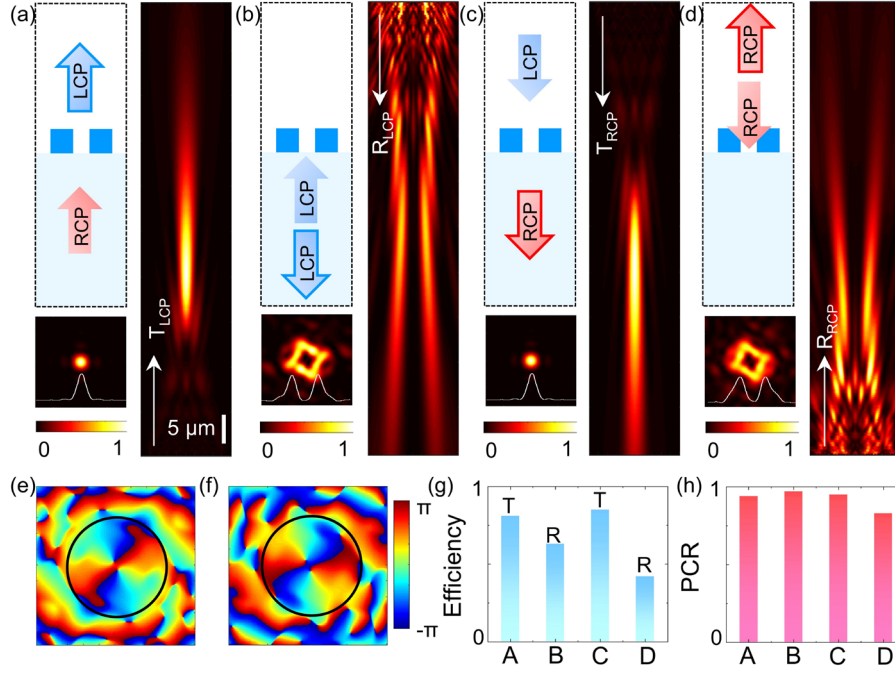 (a)
LCP
RCP
T_LCP
5 μm
0 1
(b)
LCP
LCP
R_LCP
0 1
(c)
LCP
RCP
T_RCP
0 1
(d)
RCP
RCP
R_RCP
0 1
(e)
(f)
π
-π
(g)
1
Efficiency
0
T
R
T
R
A B C D
(h)
1
PCR
0
A B C D